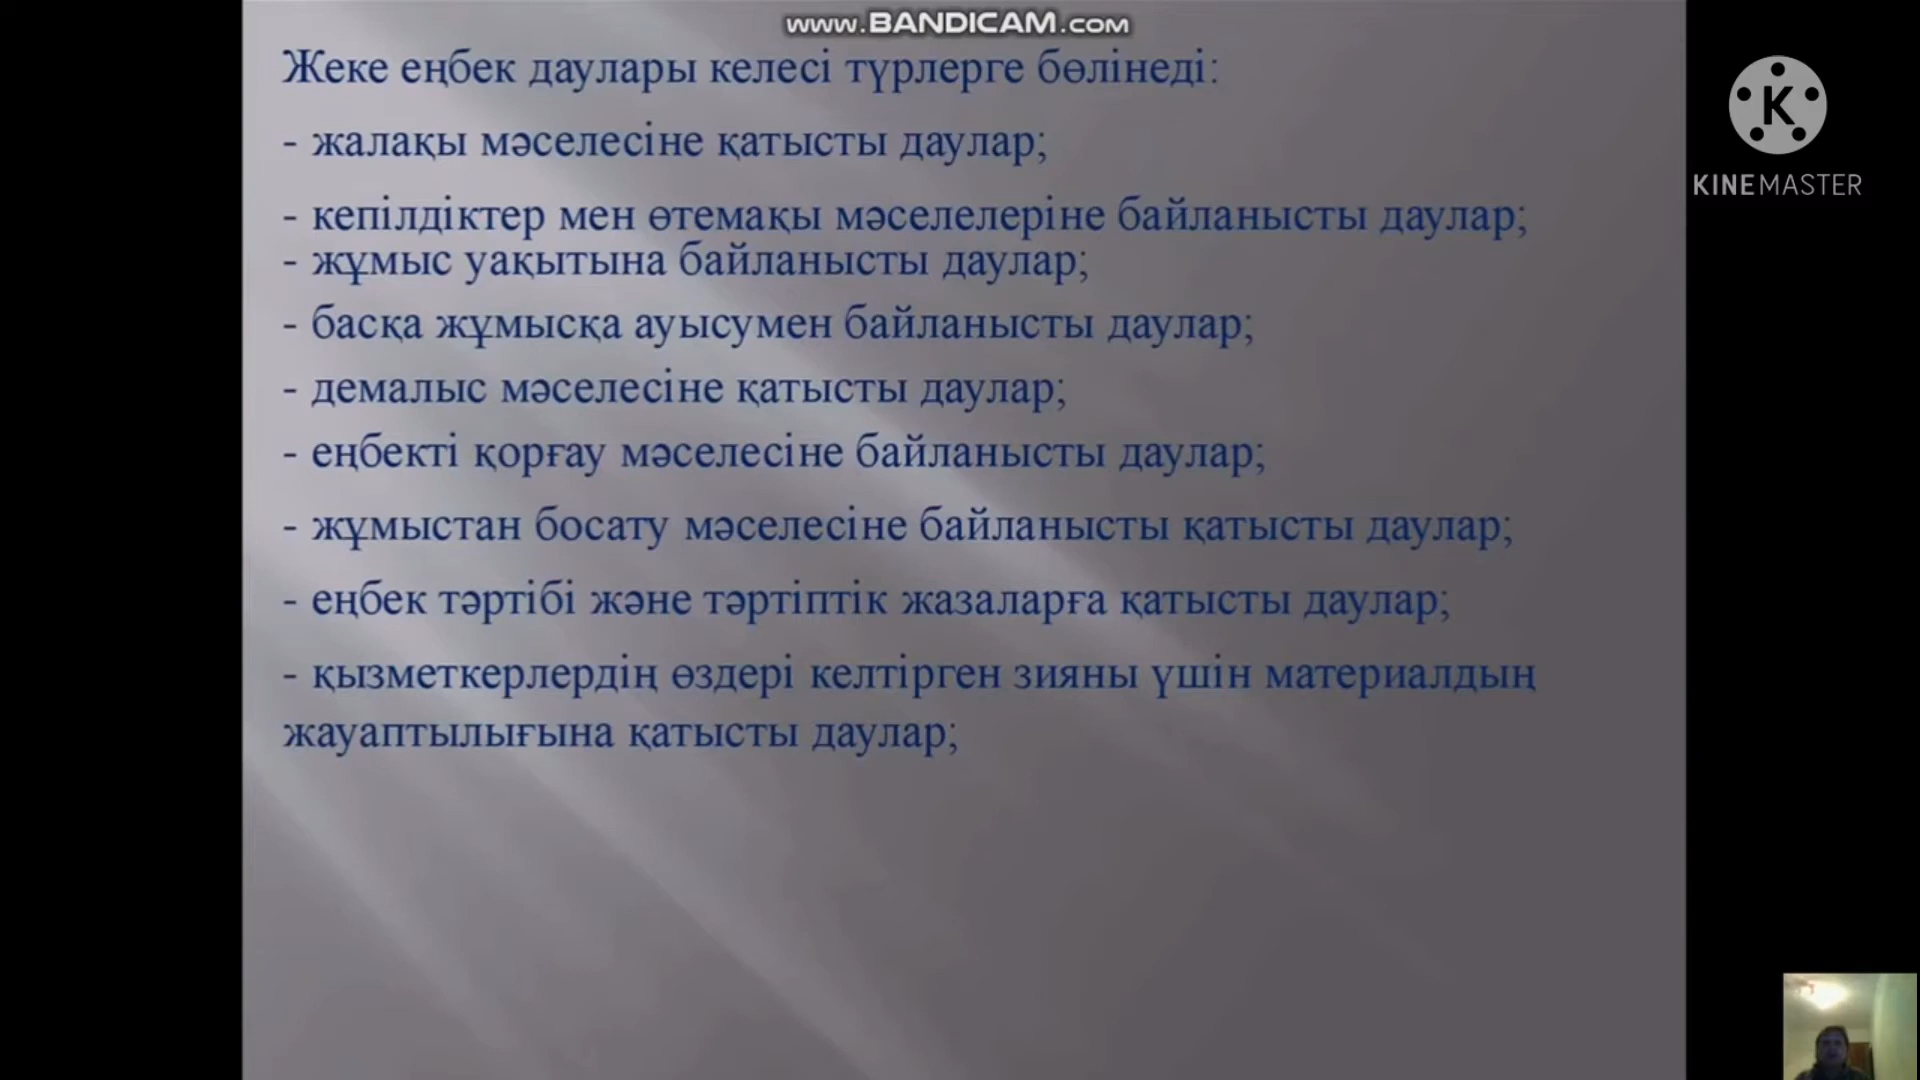 www.BANDICAM.com
Жеке еңбек даулары келесі түрлерге бөлінеді:
- жалақы мәселесіне қатысты даулар;
- кепілдіктер мен өтемақы мәселелеріне байланысты даулар;
- жұмыс уақытына байланысты даулар;
- басқа жұмысқа ауысумен байланысты даулар;
- демалыс мәселесіне қатысты даулар;
- еңбекті қорғау мәселесіне байланысты даулар;
- жұмыстан босату мәселесіне байланысты қатысты даулар;
- еңбек тәртібі және тәртіптік жазаларға қатысты даулар;
- қызметкерлердің өздері келтірген зияны үшін материалдың
жауаптылығына қатысты даулар;
K
KINEMASTER